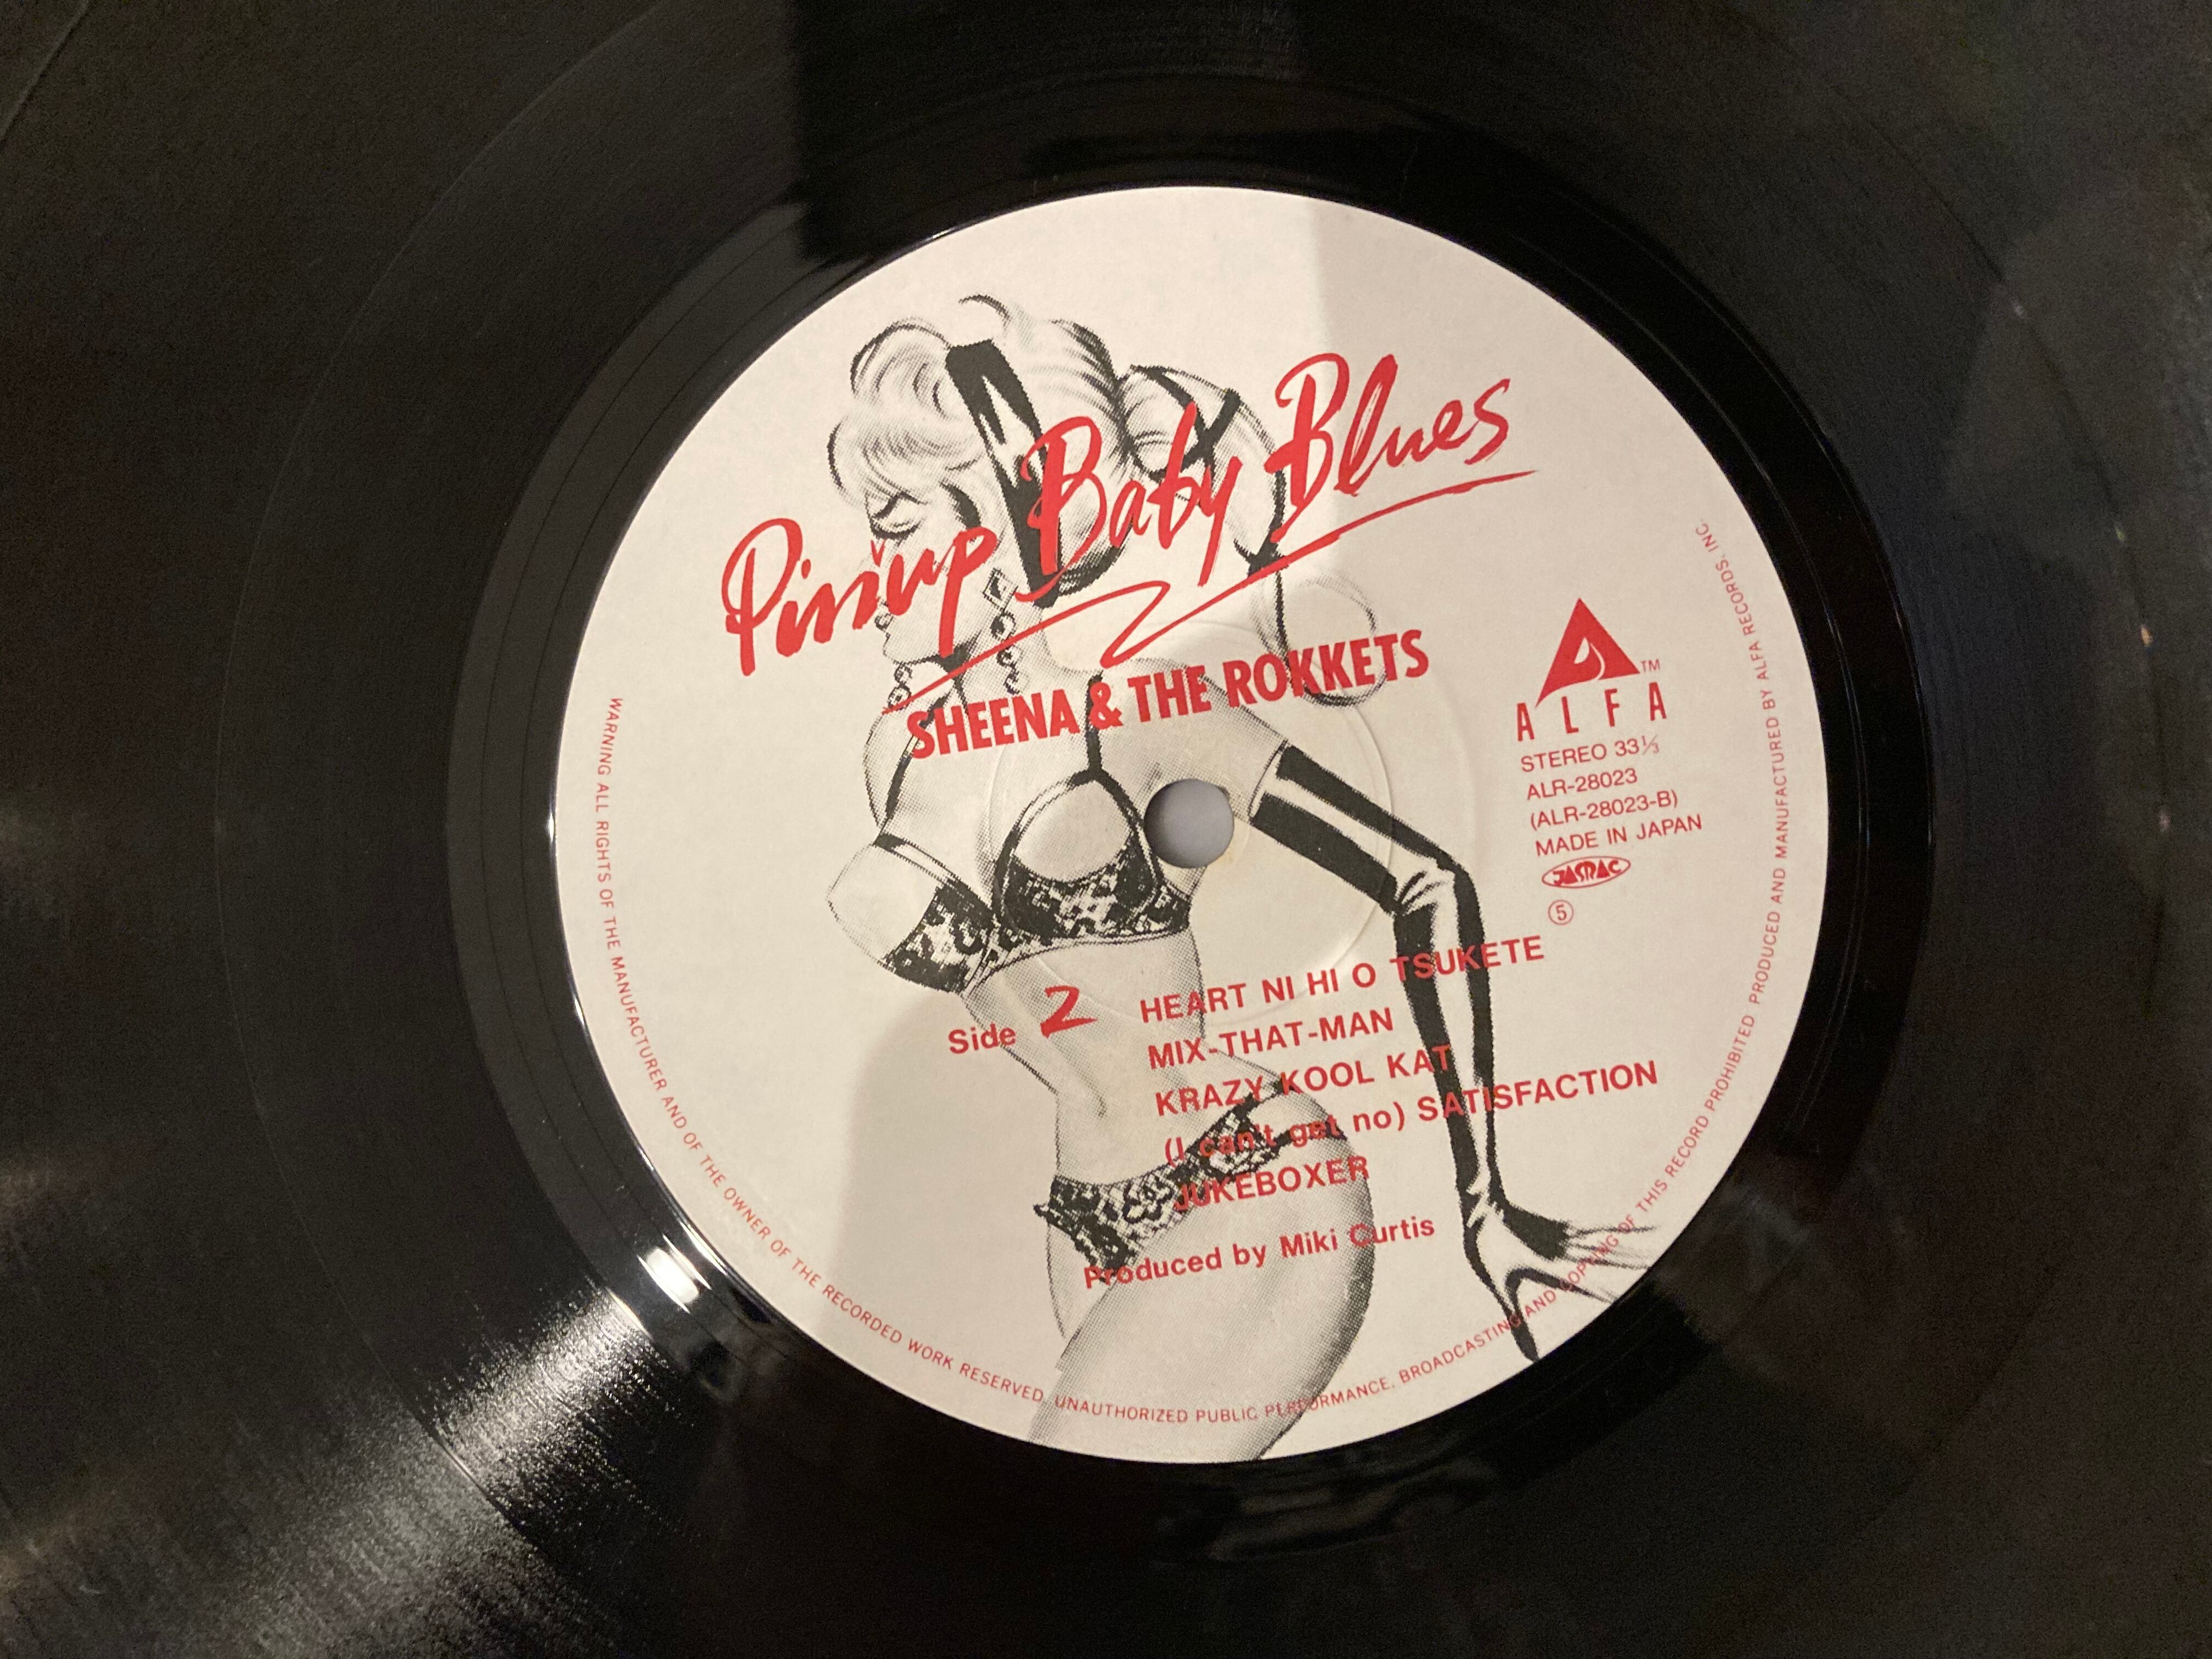 Pinnup Baby Blues
SHEENA & THE ROKKETS
ALFA TM
STEREO 33⅓
ALR-28023
(ALR-28023-B)
MADE IN JAPAN
JASRAC
⑤
Side 2
HEART NI HI O TSUKETE
MIX-THAT-MAN
KRAZY KOOL KAT
(I can't get no) SATISFACTION
JUKEBOXER
Produced by Miki Curtis
WARNING ALL RIGHTS OF THE MANUFACTURER AND OF THE OWNER OF THE RECORDED WORK RESERVED. UNAUTHORIZED PUBLIC PERFORMANCE, BROADCASTING AND COPYING OF THIS RECORD PROHIBITED PRODUCED AND MANUFACTURED BY ALFA RECORDS, INC.